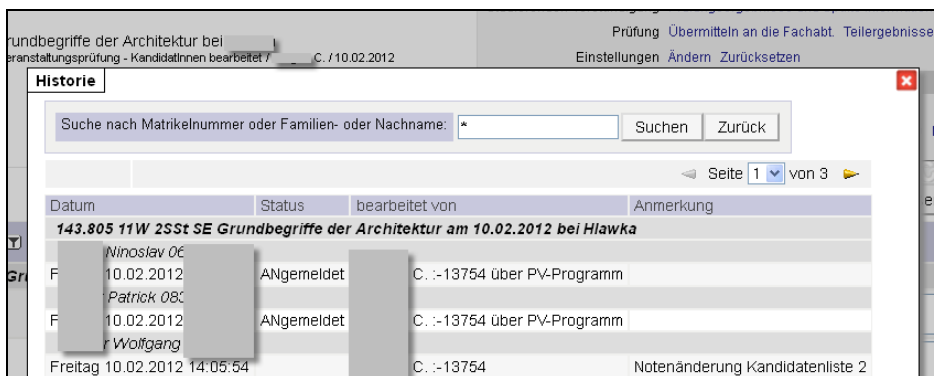 Prüfung Übermitteln an die Fachabt. Teilergebnisse
rundbegriffe der Architektur bei
eranstaltungsprüfung - KandidatInnen bearbeitet / C. / 10.02.2012
Einstellungen Ändern Zurücksetzen
Historie
Suche nach Matrikelnummer oder Familien- oder Nachname: * Suchen Zurück
Seite 1 von 3
Datum Status bearbeitet von Anmerkung
143.805 11W 2SSt SE Grundbegriffe der Architektur am 10.02.2012 bei Hlawka
Ninoslav 06
F 10.02.2012 ANgemeldet C. :-13754 über PV-Programm
Patrick 083
F 10.02.2012 ANgemeldet C. :-13754 über PV-Programm
r Wolfgang
Freitag 10.02.2012 14:05:54 C. :-13754 Notenänderung Kandidatenliste 2